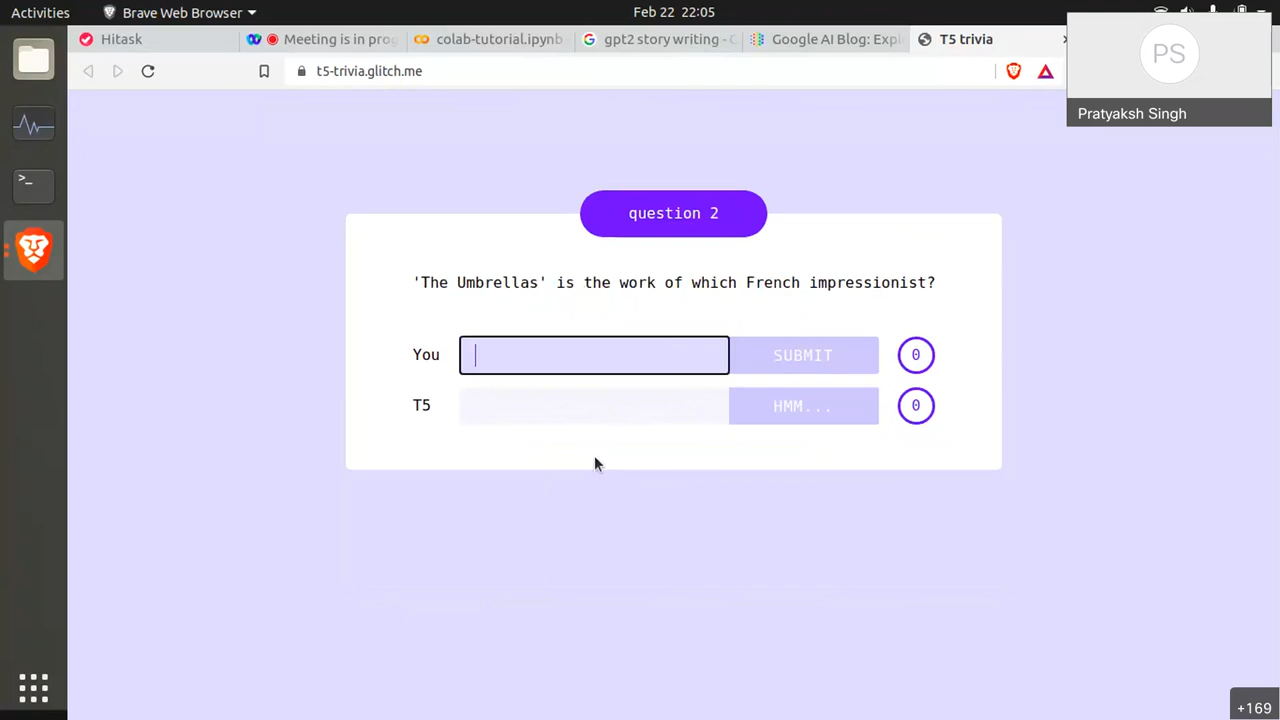 Activities Brave Web Browser Feb 22 22:05
Hitask Meeting is in prog colab-tutorial.ipynb gpt2 story writing - G Google AI Blog: Expl T5 trivia
t5-trivia.glitch.me
PS
Pratyaksh Singh
question 2
'The Umbrellas' is the work of which French impressionist?
You SUBMIT 0
T5 HMM... 0
+169